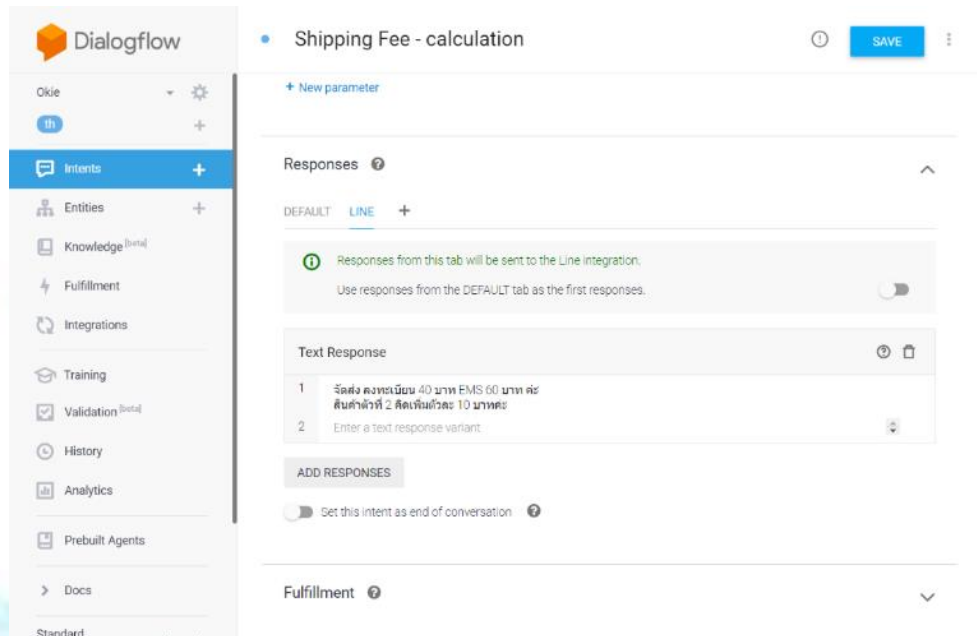 Dialogflow
Shipping Fee - calculation
SAVE
Okie
th
+ New parameter
Intents
Entities
Knowledge [beta]
Fulfillment
Integrations
Training
Validation [beta]
History
Analytics
Prebuilt Agents
Docs
Standard
Responses
DEFAULT LINE +
Responses from this tab will be sent to the Line integration.
Use responses from the DEFAULT tab as the first responses.
Text Response
1 จัดส่ง ลงทะเบียน 40 บาท EMS 60 บาท ค่ะ
สินค้าตัวที่ 2 คิดเพิ่มตัวละ 10 บาทค่ะ
2 Enter a text response variant
ADD RESPONSES
Set this intent as end of conversation
Fulfillment